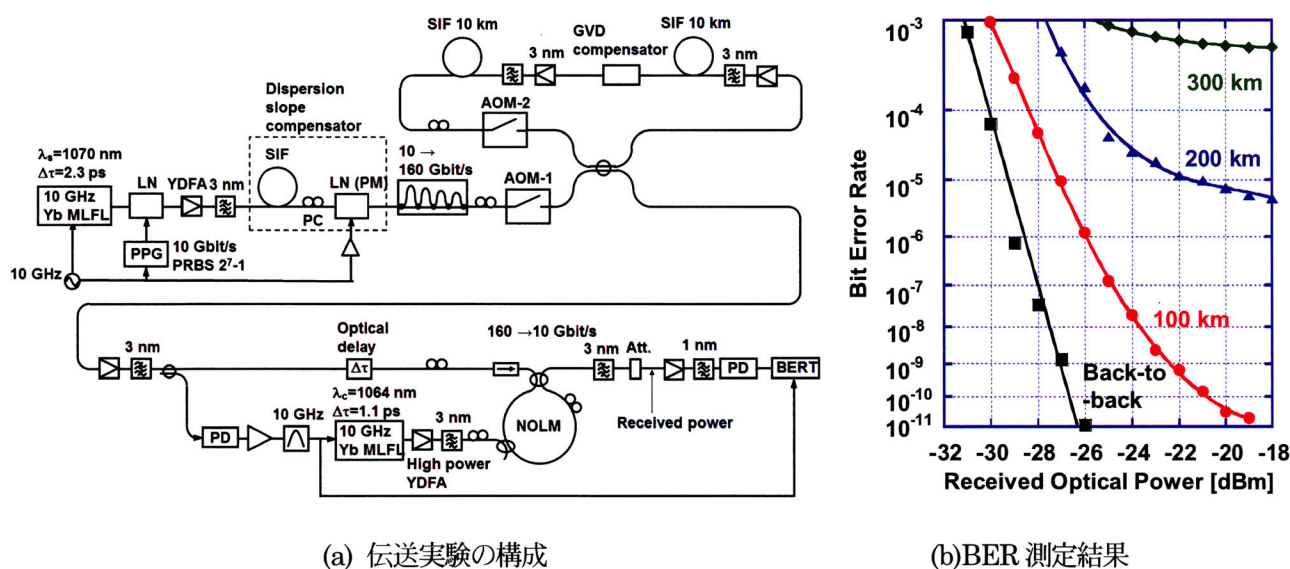 SIF 10 km
3 nm
GVD
compensator
SIF 10 km
3 nm
AOM-2
Dispersion
slope
compensator
SIF
PC
LN (PM)
10 →
160 Gbit/s
AOM-1
λs=1070 nm
Δτ=2.3 ps
10 GHz
Yb MLFL
LN
YDFA
3 nm
PPG
10 Gbit/s
PRBS 2⁷-1
10 GHz
3 nm
Optical
delay
Δτ
160 →10 Gbit/s
3 nm
Att.
1 nm
PD
BERT
Received power
NOLM
λc=1064 nm
Δτ=1.1 ps
10 GHz
PD
10 GHz
Yb MLFL
3 nm
High power
YDFA
(a) 伝送実験の構成
Bit Error Rate
10⁻³
10⁻⁴
10⁻⁵
10⁻⁶
10⁻⁷
10⁻⁸
10⁻⁹
10⁻¹⁰
10⁻¹¹
300 km
200 km
100 km
Back-to
-back
-32 -30 -28 -26 -24 -22 -20 -18
Received Optical Power [dBm]
(b)BER 測定結果